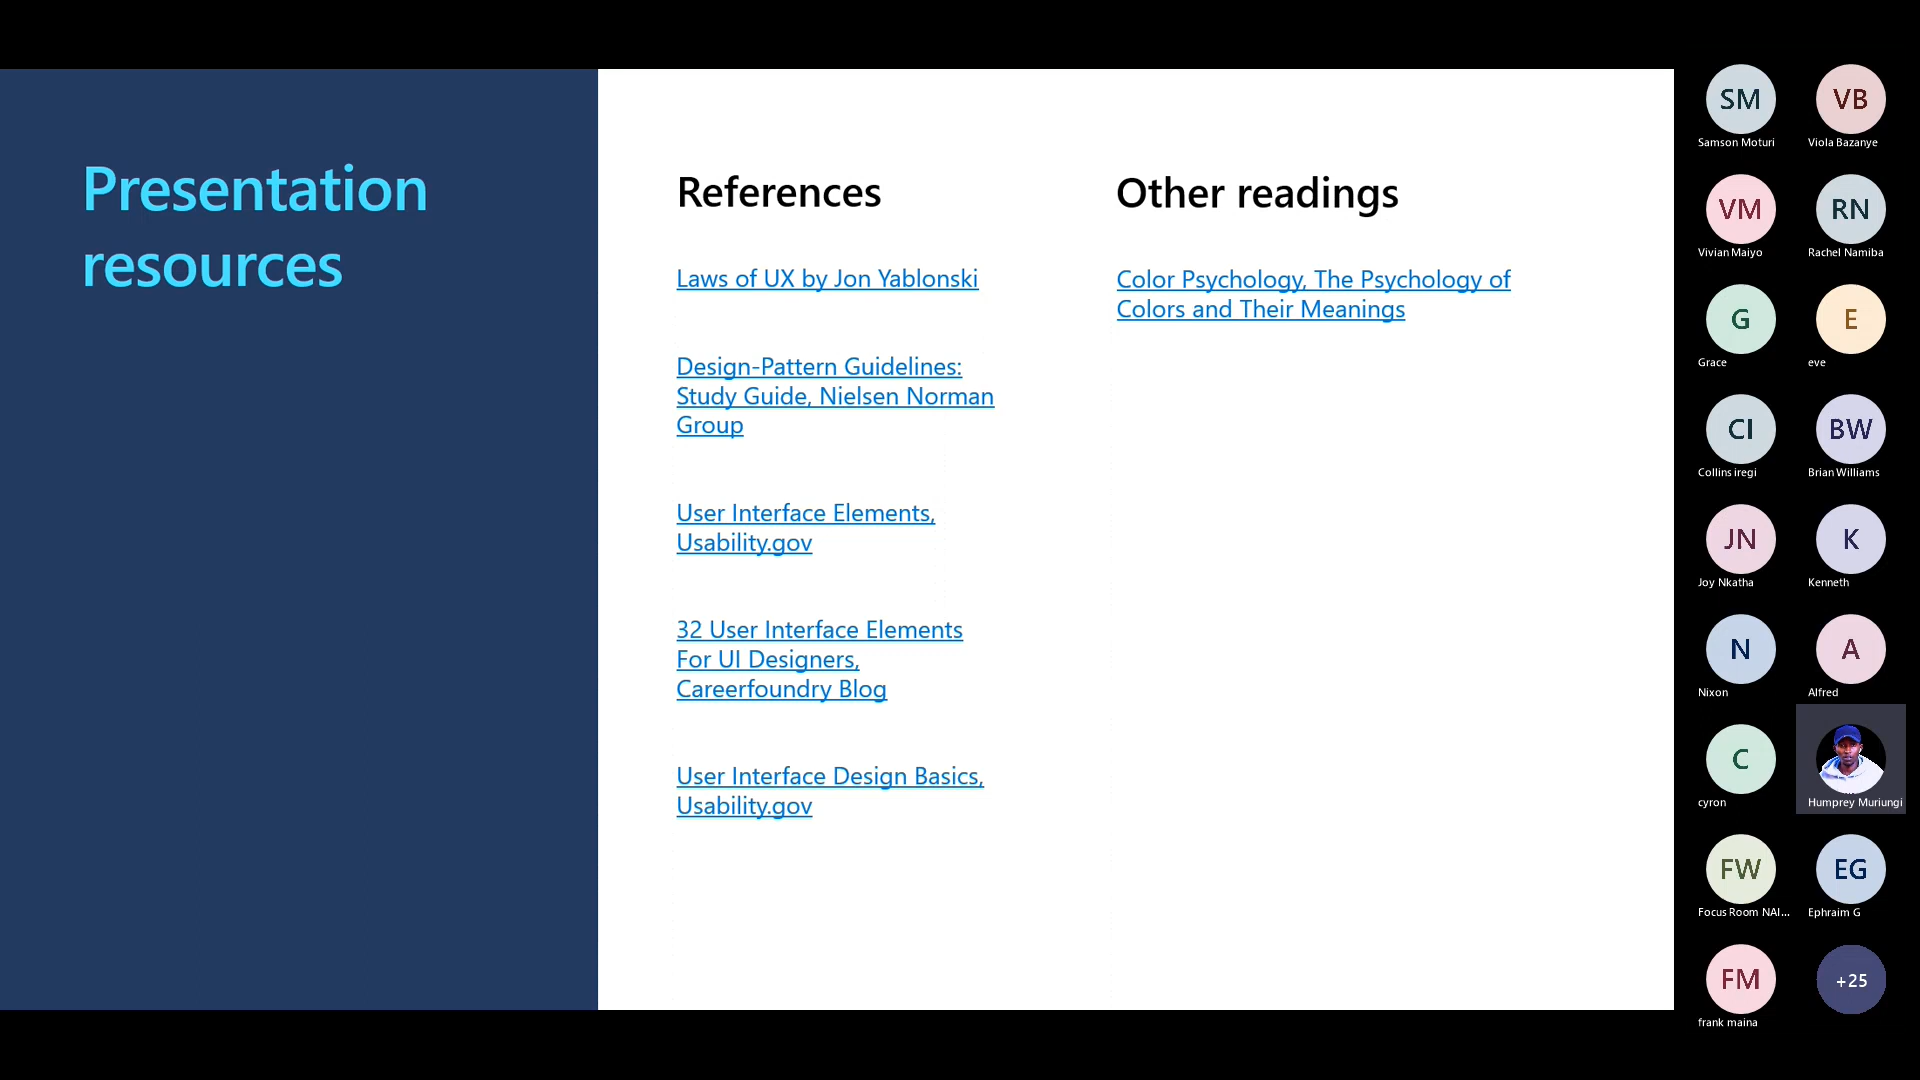 Presentation
resources
References
Laws of UX by Jon Yablonski
Design-Pattern Guidelines:
Study Guide, Nielsen Norman
Group
User Interface Elements,
Usability.gov
32 User Interface Elements
For UI Designers,
Careerfoundry Blog
User Interface Design Basics,
Usability.gov
Other readings
Color Psychology, The Psychology of
Colors and Their Meanings
SM
Samson Moturi
VB
Viola Bazanye
VM
Vivian Maiyo
RN
Rachel Namiba
G
Grace
E
eve
CI
Collins iregi
BW
Brian Williams
JN
Joy Nkatha
K
Kenneth
N
Nixon
A
Alfred
C
cyron
Humprey Muriungi
FW
Focus Room NAI...
EG
Ephraim G
FM
frank maina
+25